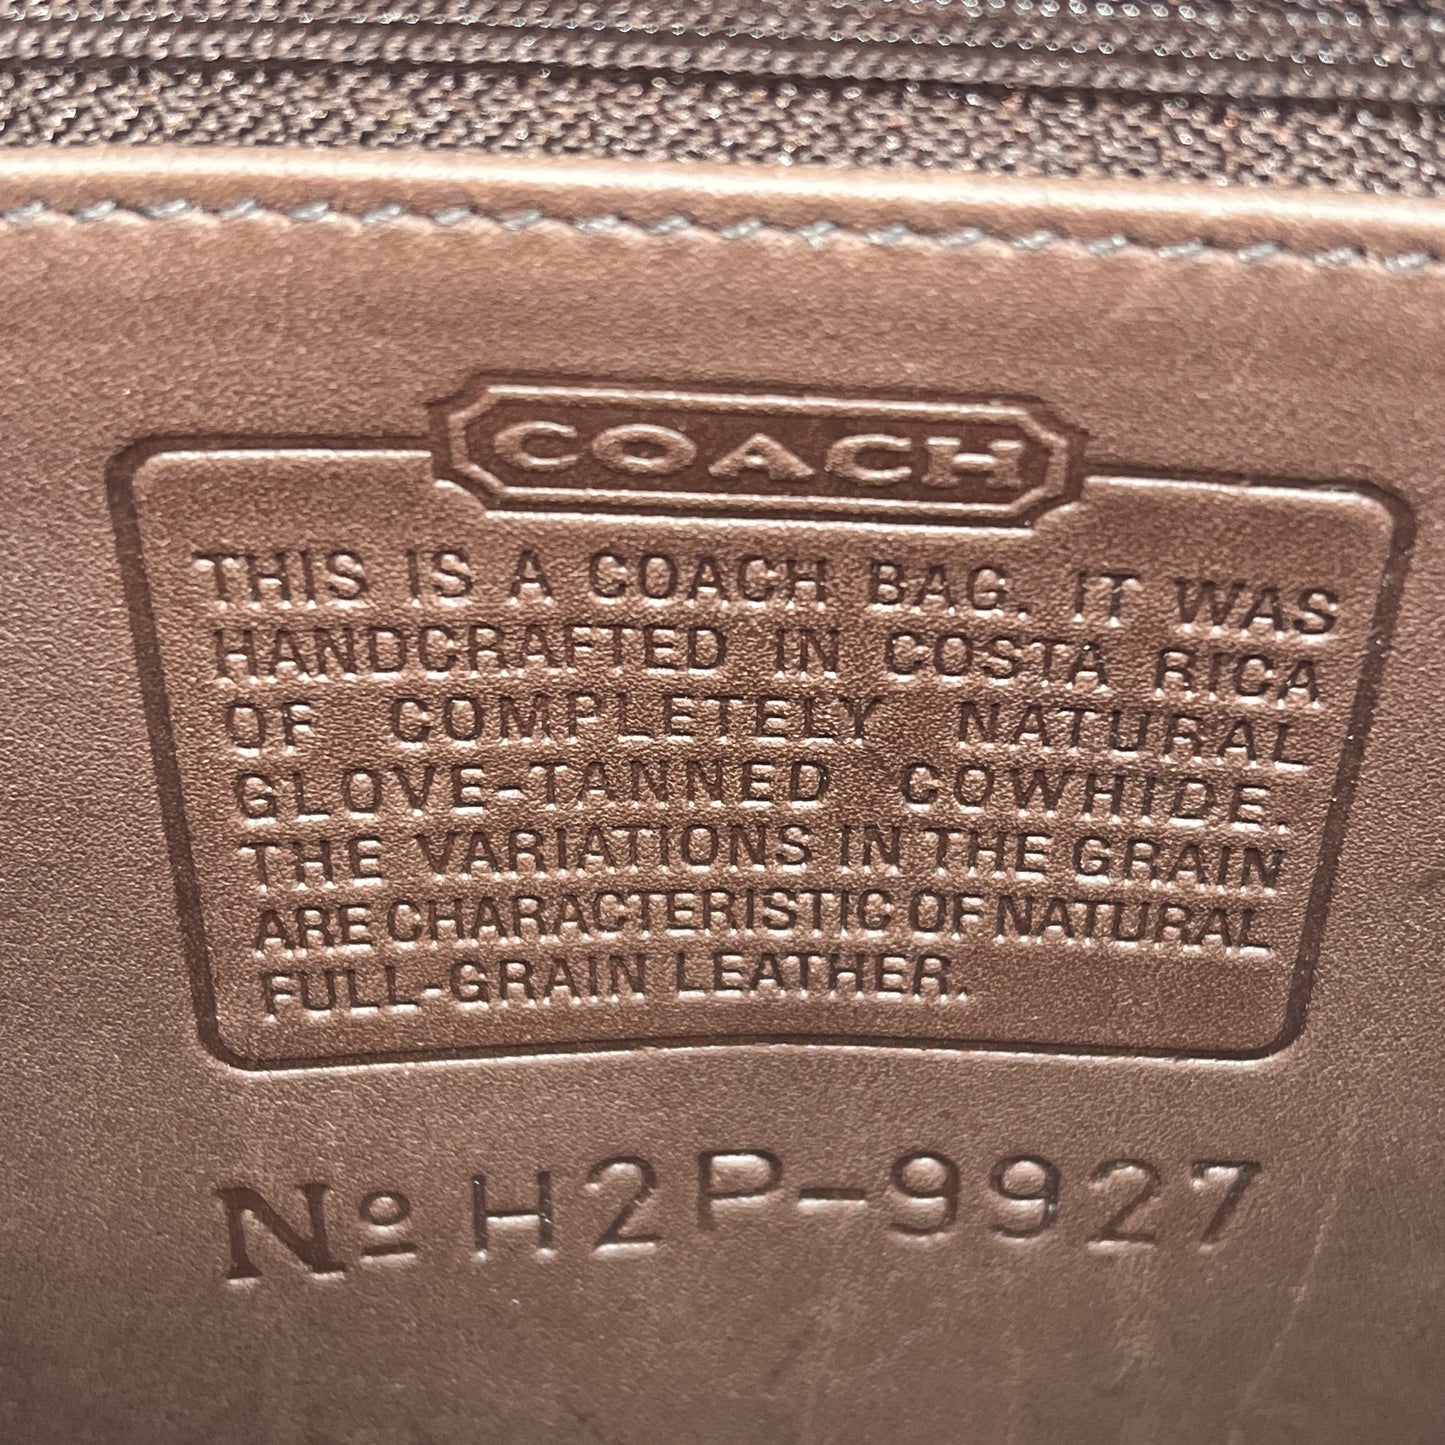 COACH
THIS IS A COACH BAG. IT WAS
HANDCRAFTED IN COSTA RICA
OF COMPLETELY NATURAL
GLOVE-TANNED COWHIDE.
THE VARIATIONS IN THE GRAIN
ARE CHARACTERISTIC OF NATURAL
FULL-GRAIN LEATHER.
Nº H2P-9927